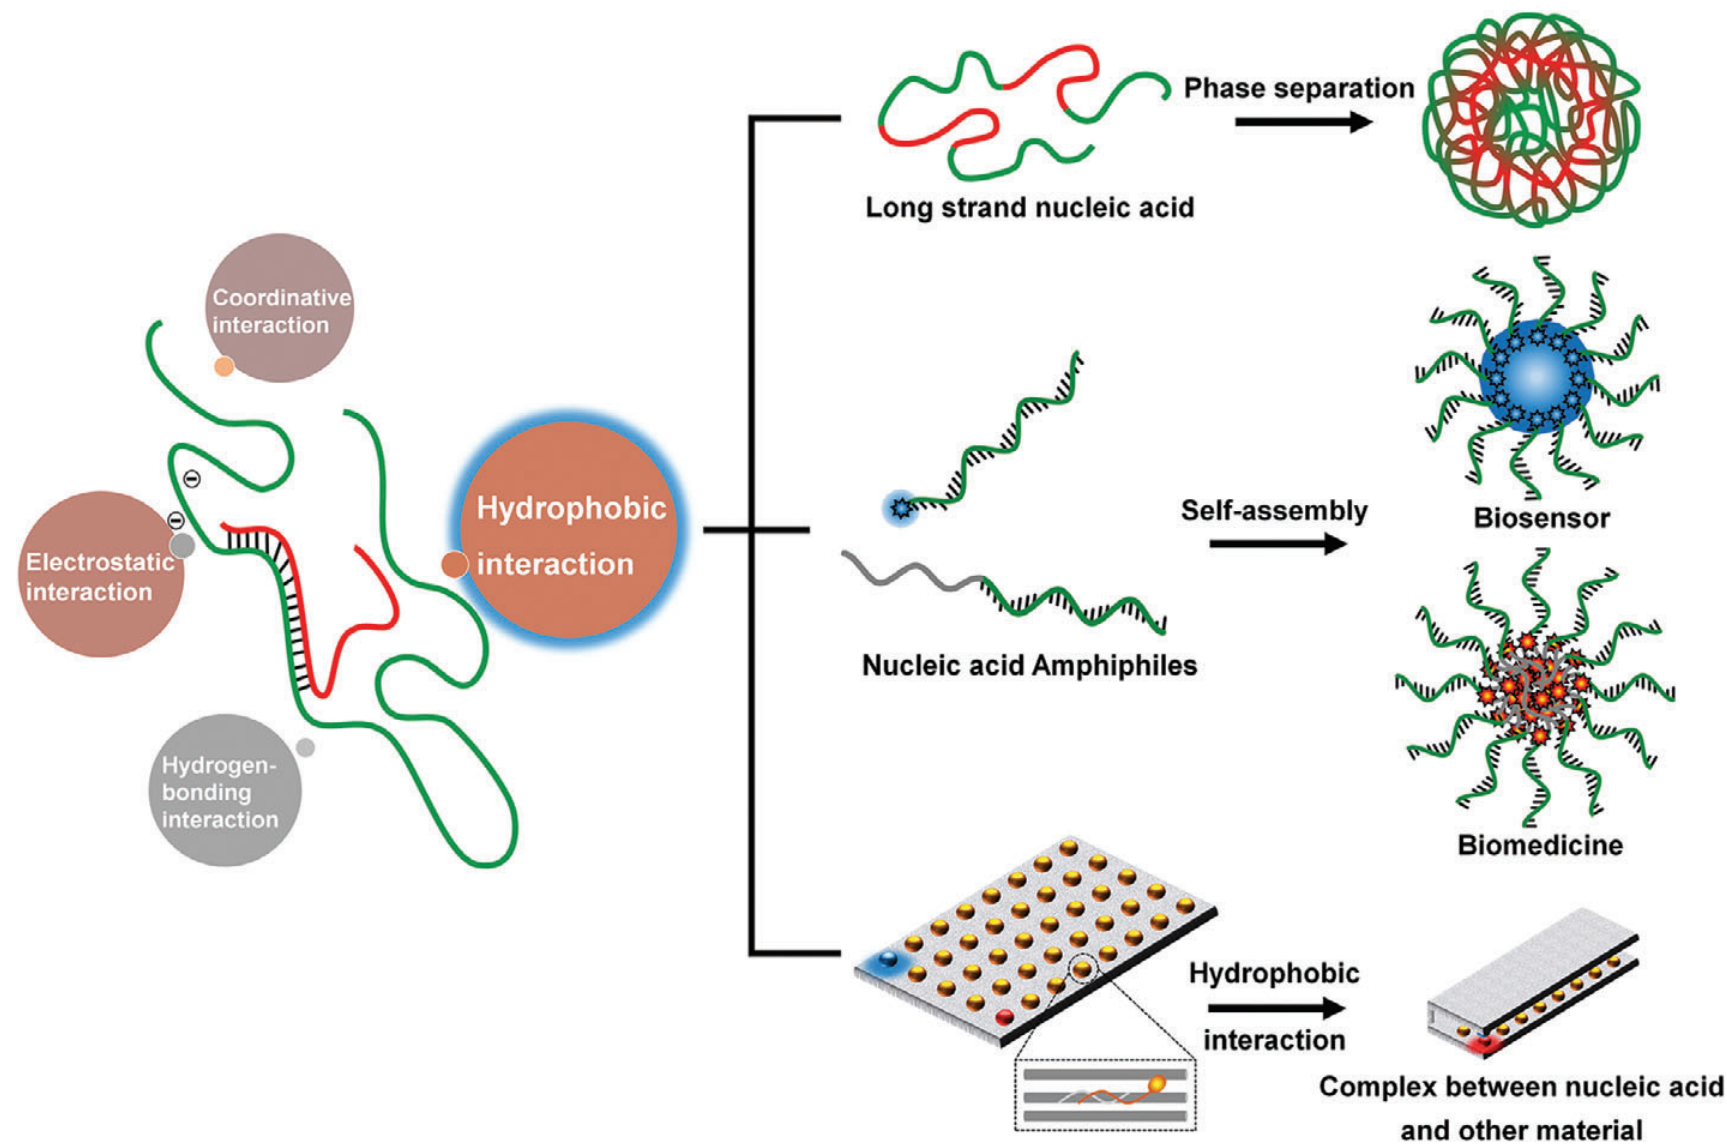 Coordinative
interaction
Electrostatic
interaction
Hydrogen-
bonding
interaction
Hydrophobic
interaction
Long strand nucleic acid
Phase separation
Nucleic acid Amphiphiles
Self-assembly
Biosensor
Biomedicine
Hydrophobic
interaction
Complex between nucleic acid
and other material